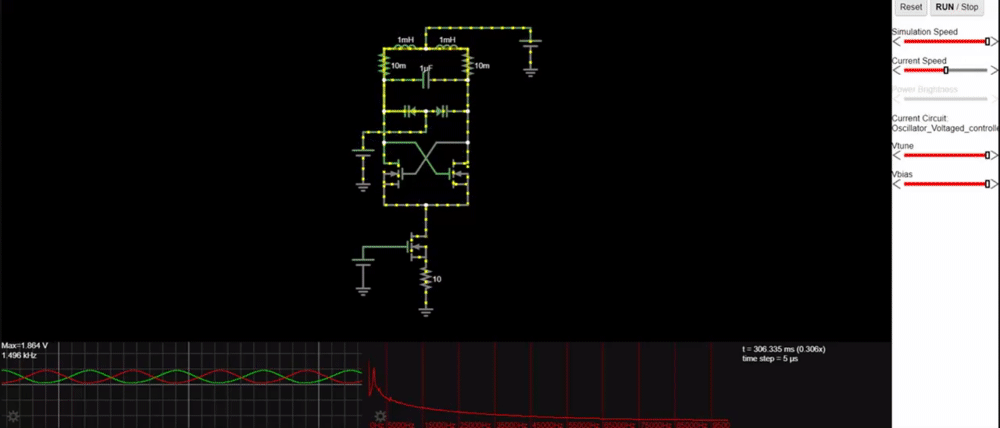 Reset RUN / Stop
Simulation Speed
Current Speed
Power Brightness
Current Circuit:
Oscillator_Voltaged_controlle
Vtune
Vbias
1mH 1mH
10m 1µF 10m
10
Max=1.864 V
1.496 kHz
t = 306.335 ms (0.306x)
time step = 5 µs